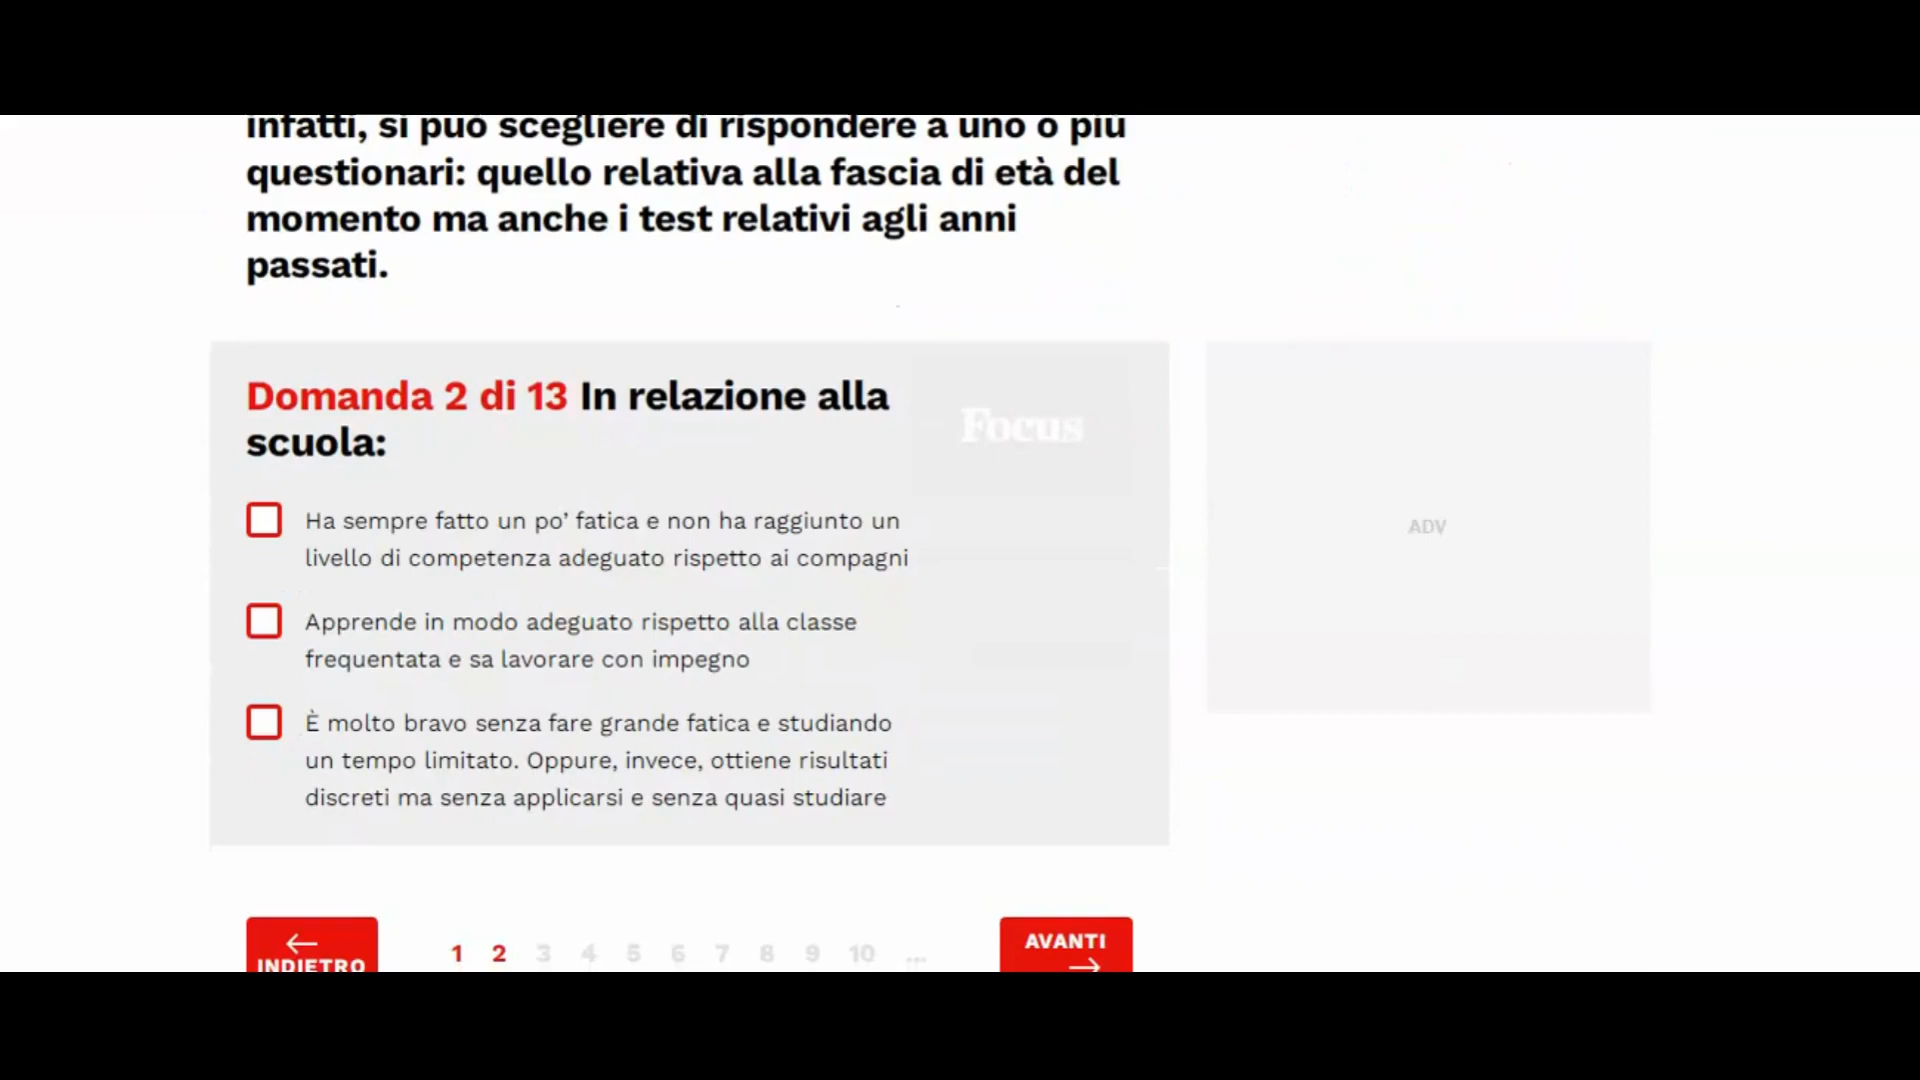 infatti, si può scegliere di rispondere a uno o più
questionari: quello relativa alla fascia di età del
momento ma anche i test relativi agli anni
passati.
Domanda 2 di 13 In relazione alla
scuola:
Focus
Ha sempre fatto un po’ fatica e non ha raggiunto un
livello di competenza adeguato rispetto ai compagni
Apprende in modo adeguato rispetto alla classe
frequentata e sa lavorare con impegno
È molto bravo senza fare grande fatica e studiando
un tempo limitato. Oppure, invece, ottiene risultati
discreti ma senza applicarsi e senza quasi studiare
ADV
← INDIETRO
1 2 3 4 5 6 7 8 9 10 ...
AVANTI →